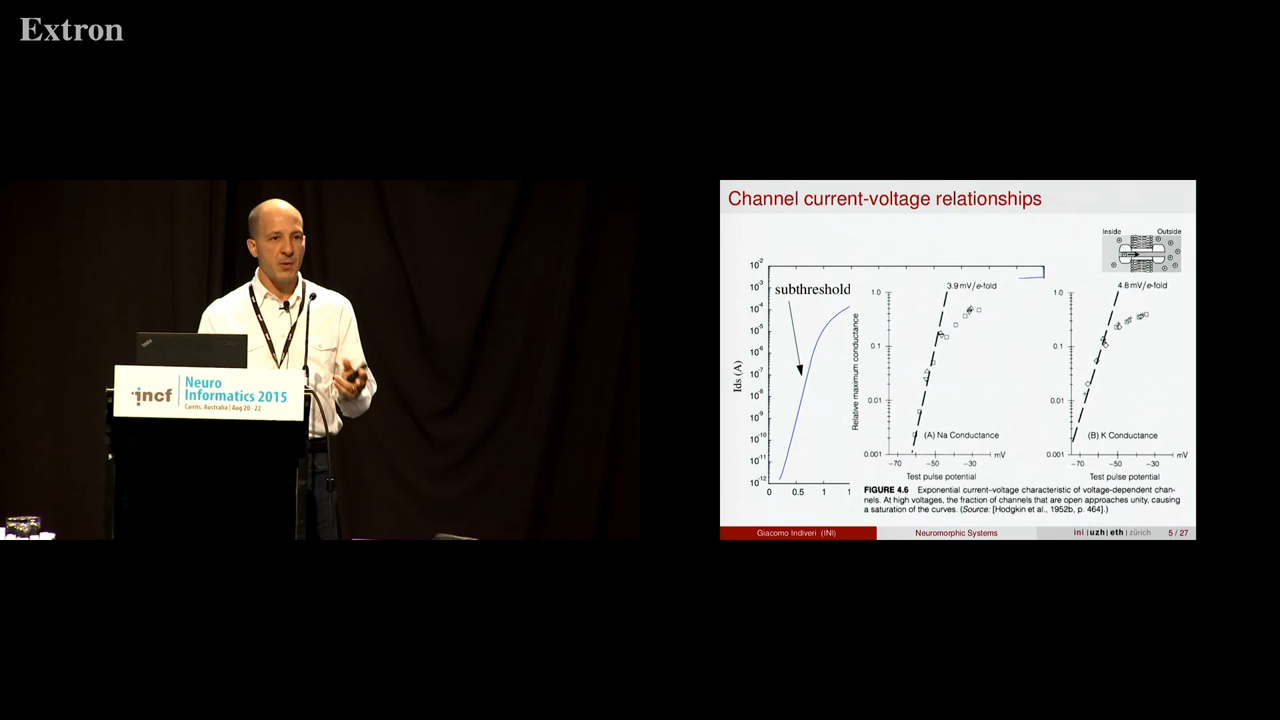 Extron
incf
Neuro
Informatics 2015
Cairns, Australia | Aug 20 - 22
Channel current-voltage relationships
Inside
Outside
10-2
10-3
10-4
10-5
10-6
10-7
10-8
10-9
10-10
10-11
10-12
Ids (A)
subthreshold
0
0.5
1
1
3.9 mV/e-fold
1.0
0.1
0.01
0.001
Relative maximum conductance
(A) Na Conductance
−70
−50
−30
mV
Test pulse potential
4.8 mV/e-fold
1.0
0.1
0.01
0.001
(B) K Conductance
−70
−50
−30
mV
Test pulse potential
FIGURE 4.6 Exponential current–voltage characteristic of voltage-dependent chan-
nels. At high voltages, the fraction of channels that are open approaches unity, causing
a saturation of the curves. (Source: [Hodgkin et al., 1952b, p. 464].)
Giacomo Indiveri (INI)
Neuromorphic Systems
ini | uzh | eth | zürich
5 / 27